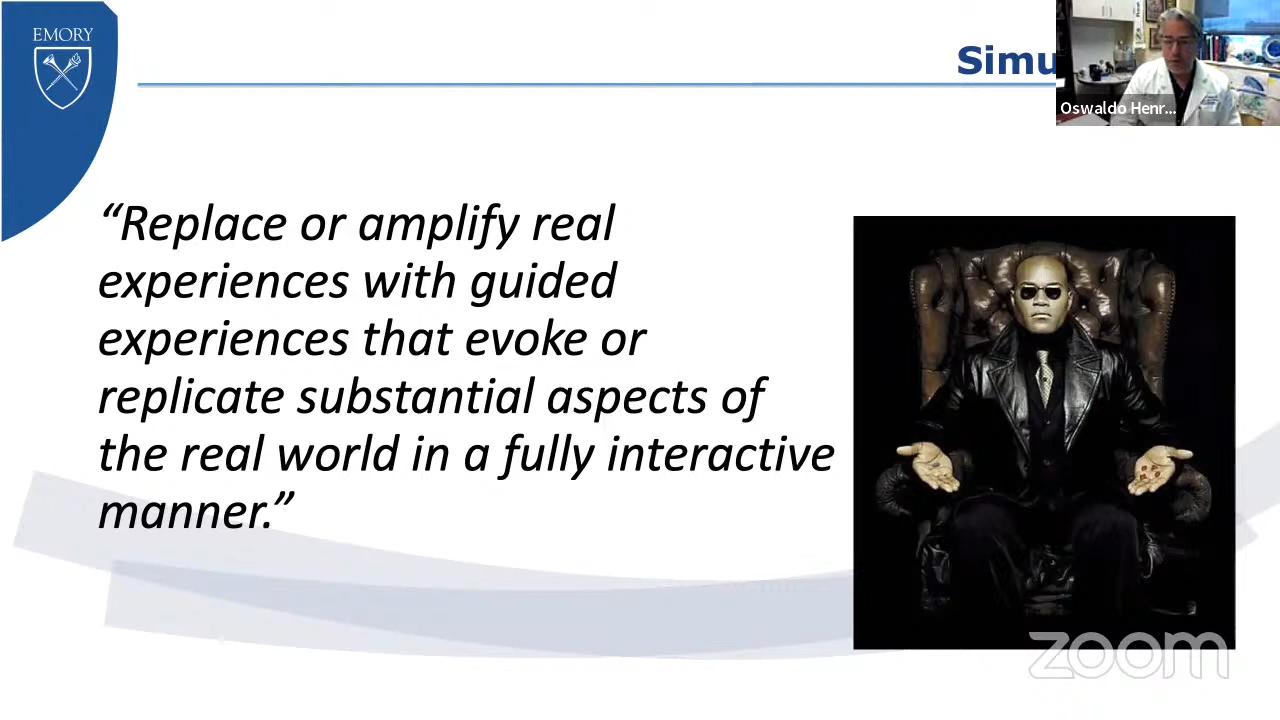 EMORY
Simu
Oswaldo Henr...
“Replace or amplify real
experiences with guided
experiences that evoke or
replicate substantial aspects of
the real world in a fully interactive
manner.”
zoom